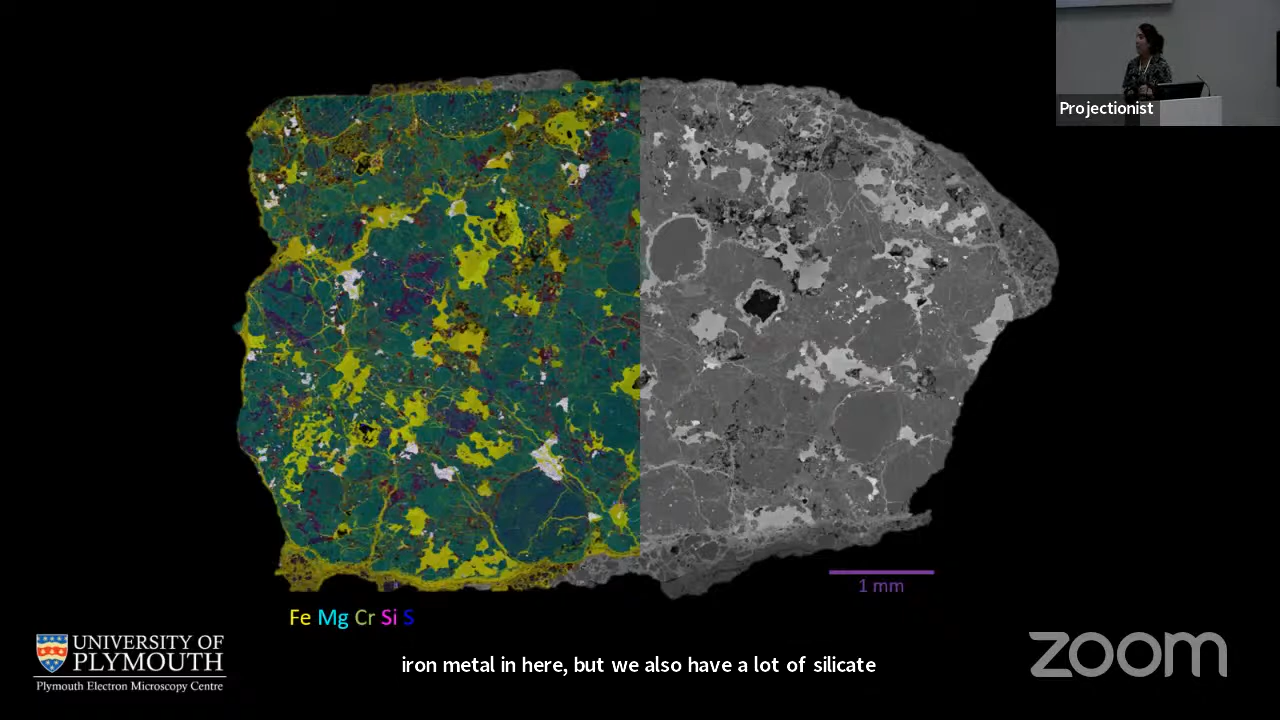 Projectionist
1 mm
Fe Mg Cr Si S
UNIVERSITY OF
PLYMOUTH
Plymouth Electron Microscopy Centre
iron metal in here, but we also have a lot of silicate
zoom